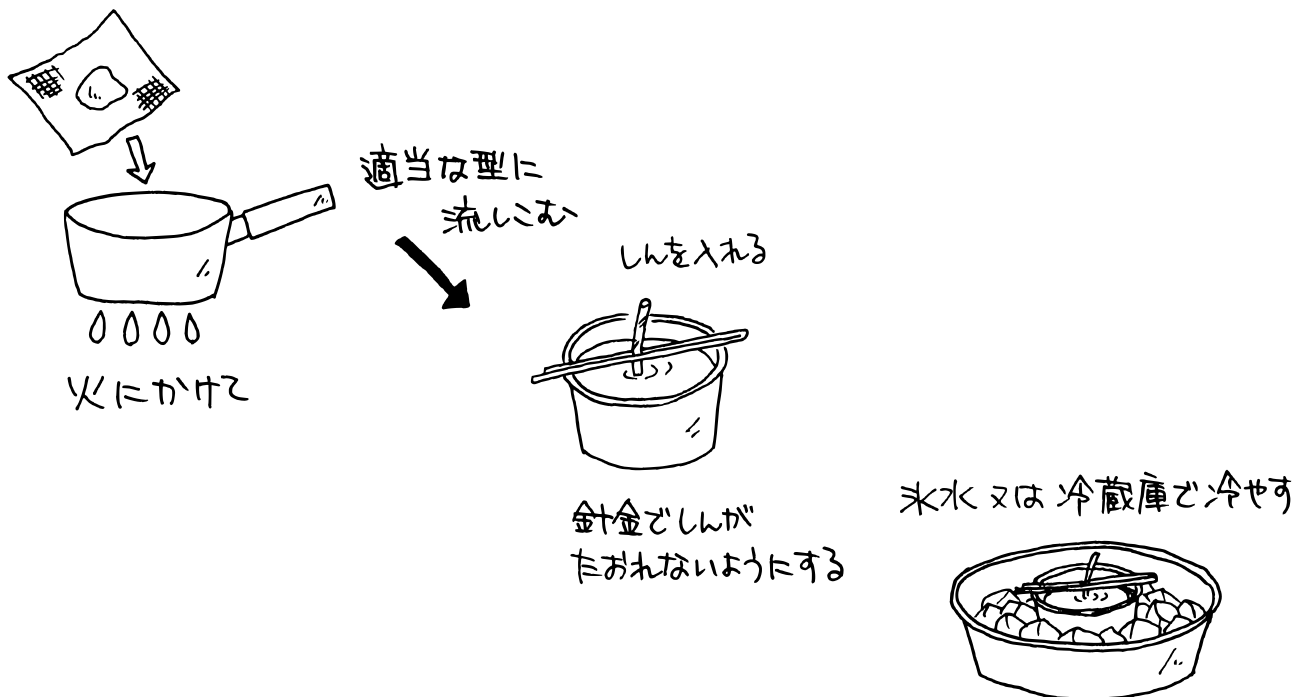 適当な型に
流しこむ
火にかけて
しんを入れる
針金でしんが
たおれないようにする
氷水又は冷蔵庫で冷やす